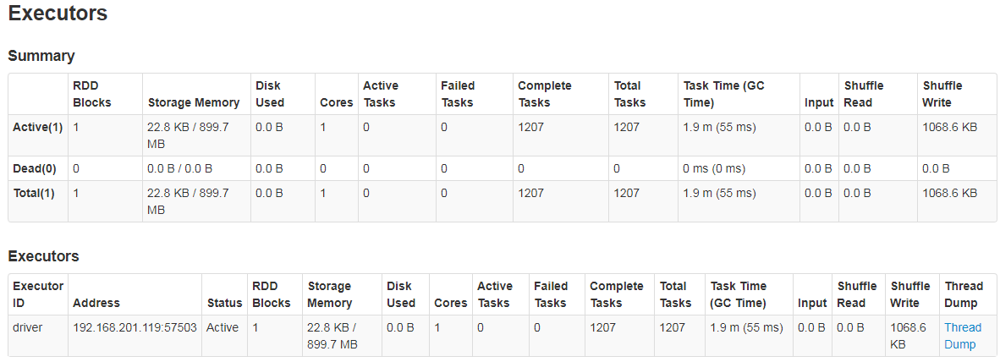 Executors
Summary
RDD Blocks Storage Memory Disk Used Cores Active Tasks Failed Tasks Complete Tasks Total Tasks Task Time (GC Time) Input Shuffle Read Shuffle Write
Active(1) 1 22.8 KB / 899.7 MB 0.0 B 1 0 0 1207 1207 1.9 m (55 ms) 0.0 B 0.0 B 1068.6 KB
Dead(0) 0 0.0 B / 0.0 B 0.0 B 0 0 0 0 0 0 ms (0 ms) 0.0 B 0.0 B 0.0 B
Total(1) 1 22.8 KB / 899.7 MB 0.0 B 1 0 0 1207 1207 1.9 m (55 ms) 0.0 B 0.0 B 1068.6 KB
Executors
Executor ID Address Status RDD Blocks Storage Memory Disk Used Cores Active Tasks Failed Tasks Complete Tasks Total Tasks Task Time (GC Time) Input Shuffle Read Shuffle Write Thread Dump
driver 192.168.201.119:57503 Active 1 22.8 KB / 899.7 MB 0.0 B 1 0 0 1207 1207 1.9 m (55 ms) 0.0 B 0.0 B 1068.6 KB Thread Dump